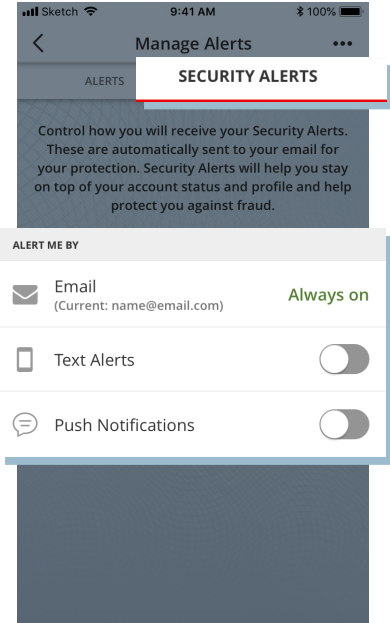 Sketch 9:41 AM 100%
Manage Alerts
ALERTS SECURITY ALERTS
Control how you will receive your Security Alerts.
These are automatically sent to your email for
your protection. Security Alerts will help you stay
on top of your account status and profile and help
protect you against fraud.
ALERT ME BY
Email
(Current: name@email.com)
Always on
Text Alerts
Push Notifications